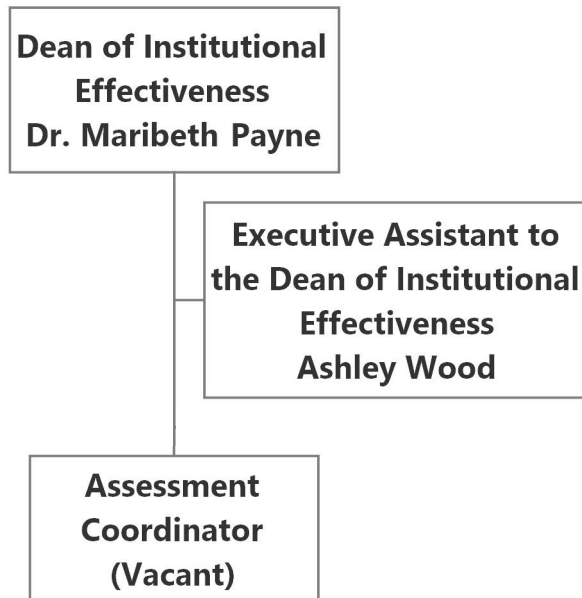 Dean of Institutional
Effectiveness
Dr. Maribeth Payne
Executive Assistant to
the Dean of Institutional
Effectiveness
Ashley Wood
Assessment
Coordinator
(Vacant)